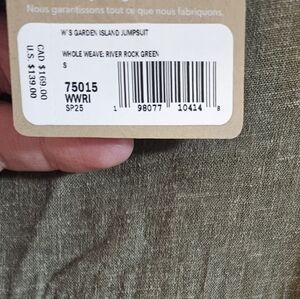 Nous garantissons tout ce que nous fabriquons.
W'S GARDEN ISLAND JUMPSUIT
WHOLE WEAVE: RIVER ROCK GREEN
S
75015
WWRI
SP25
1 98077 10414 8
CAD $169.00
U.S. $139.00